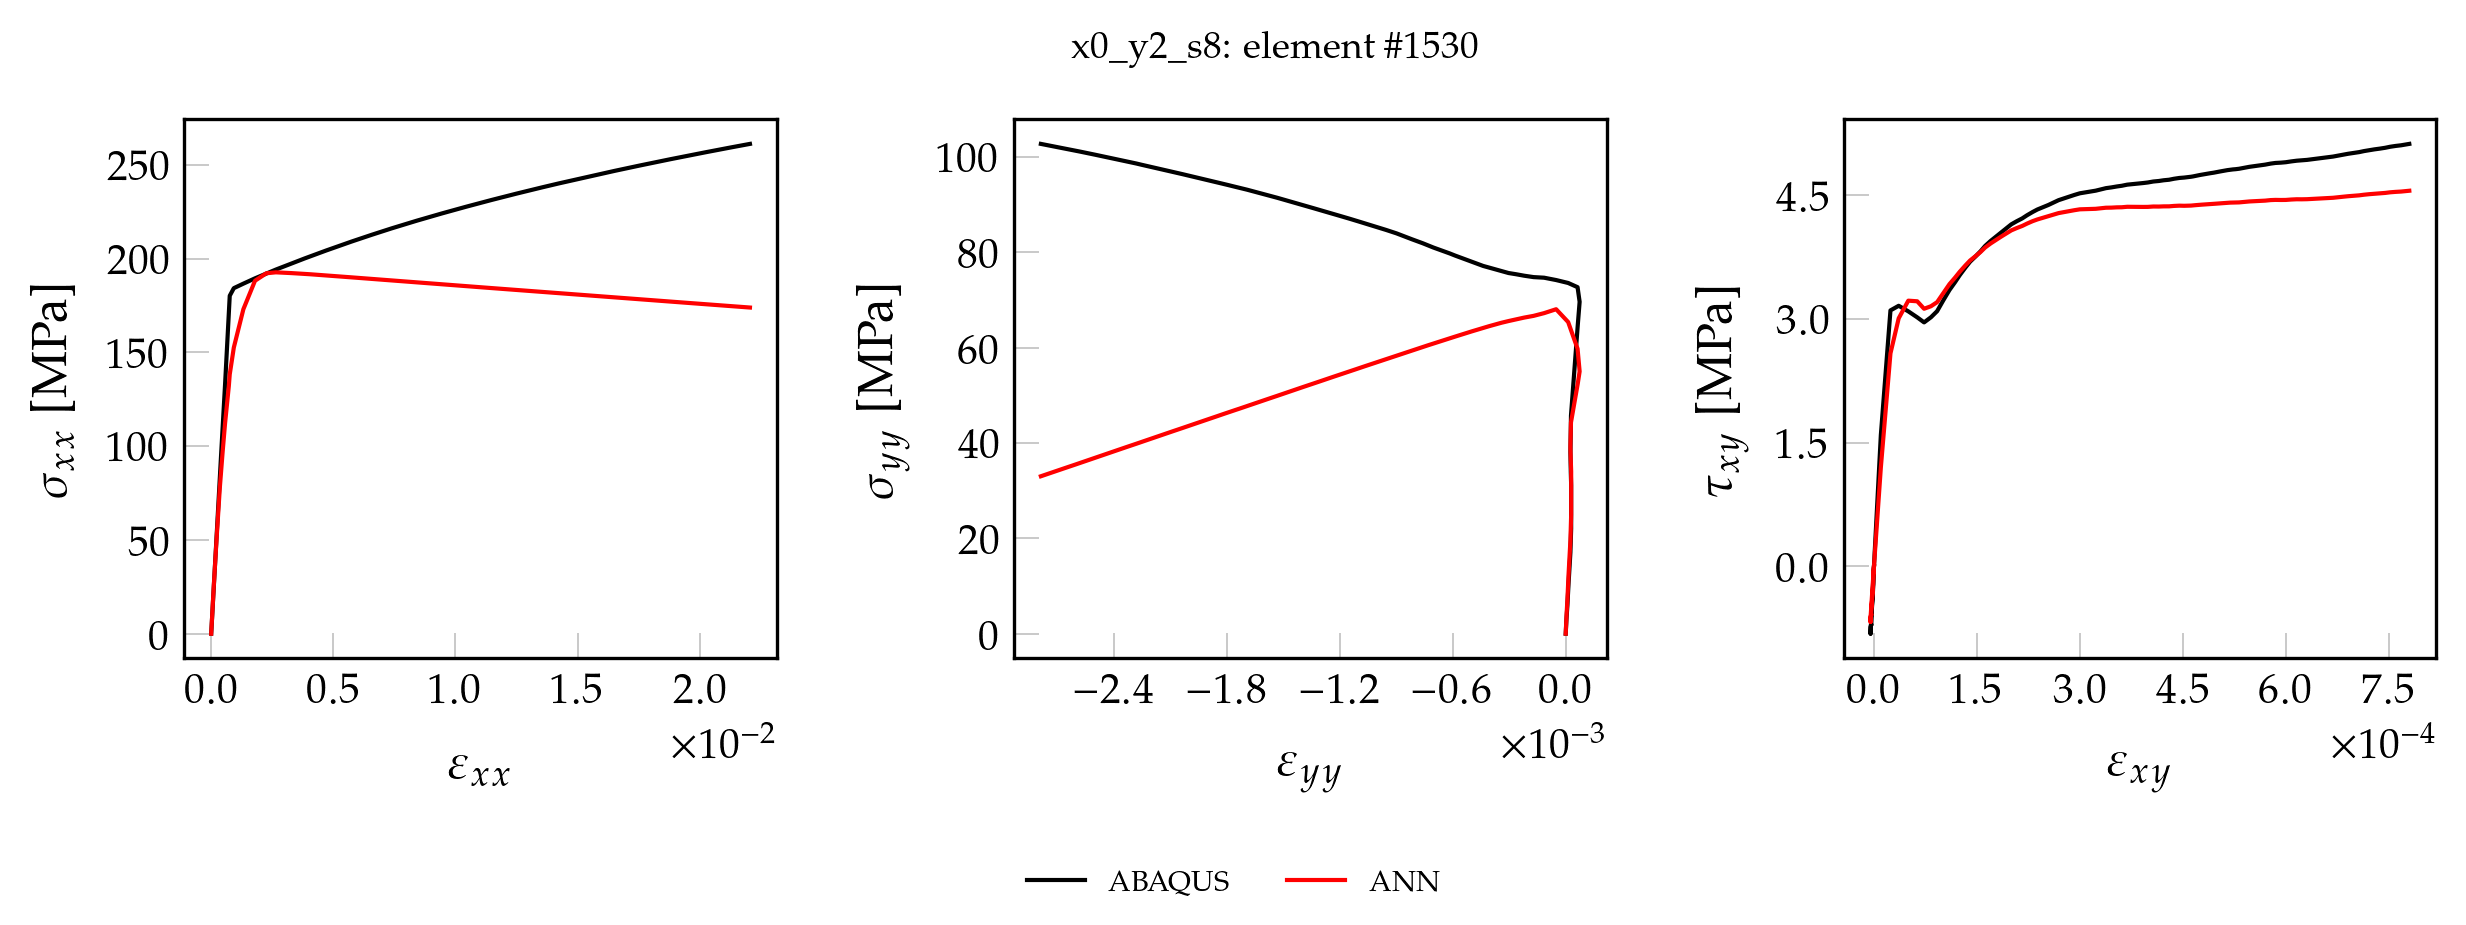 x0_y2_s8: element #1530
σxx [MPa]
250
200
150
100
50
0
0.0 0.5 1.0 1.5 2.0
×10−2
εxx
σyy [MPa]
100
80
60
40
20
0
−2.4 −1.8 −1.2 −0.6 0.0
×10−3
εyy
τxy [MPa]
4.5
3.0
1.5
0.0
0.0 1.5 3.0 4.5 6.0 7.5
×10−4
εxy
ABAQUS ANN